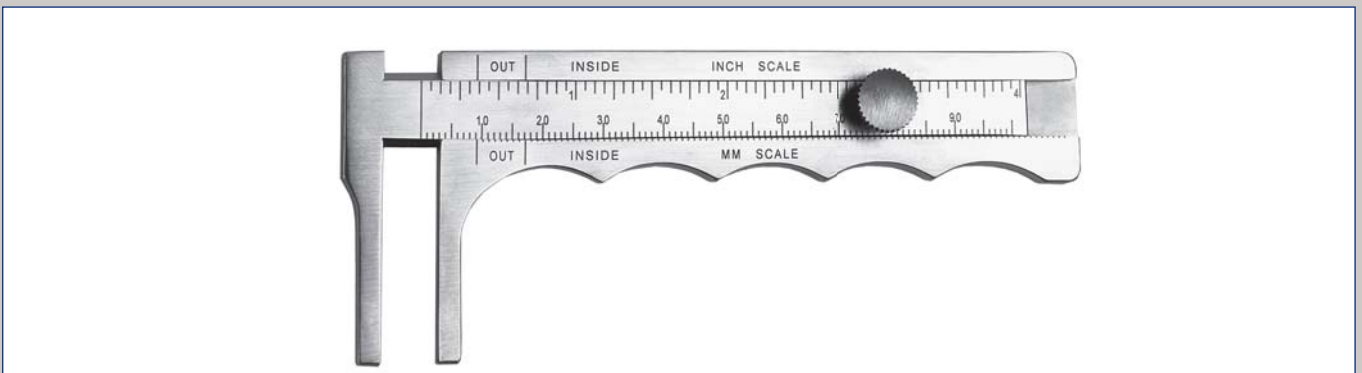 OUT INSIDE INCH SCALE
1 2 4
1,0 2,0 3,0 4,0 5,0 6,0 9,0
OUT INSIDE MM SCALE